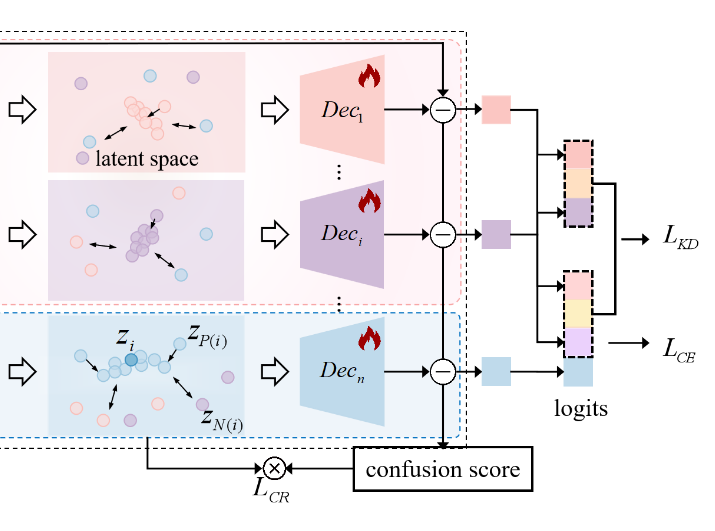 latent space
Dec1
...
Deci
...
Decn
zi
zP(i)
zN(i)
LKD
LCE
logits
confusion score
LCR